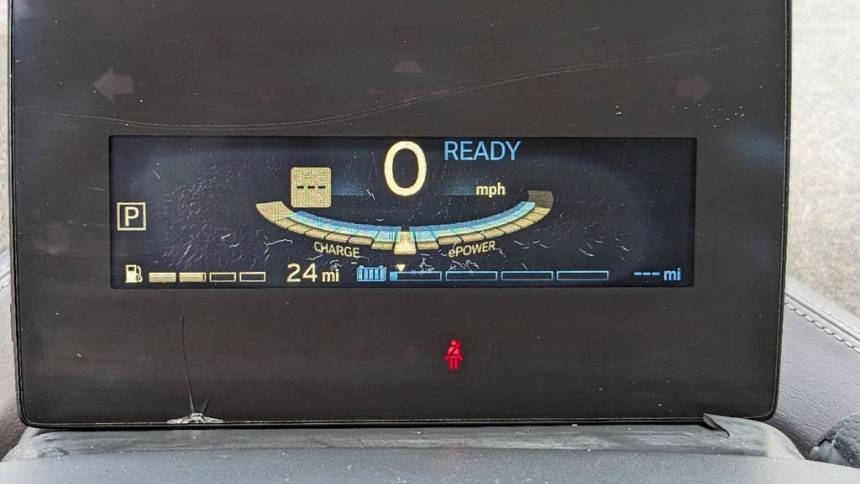 0 READY
---
mph
P
CHARGE ePOWER
24 mi --- mi